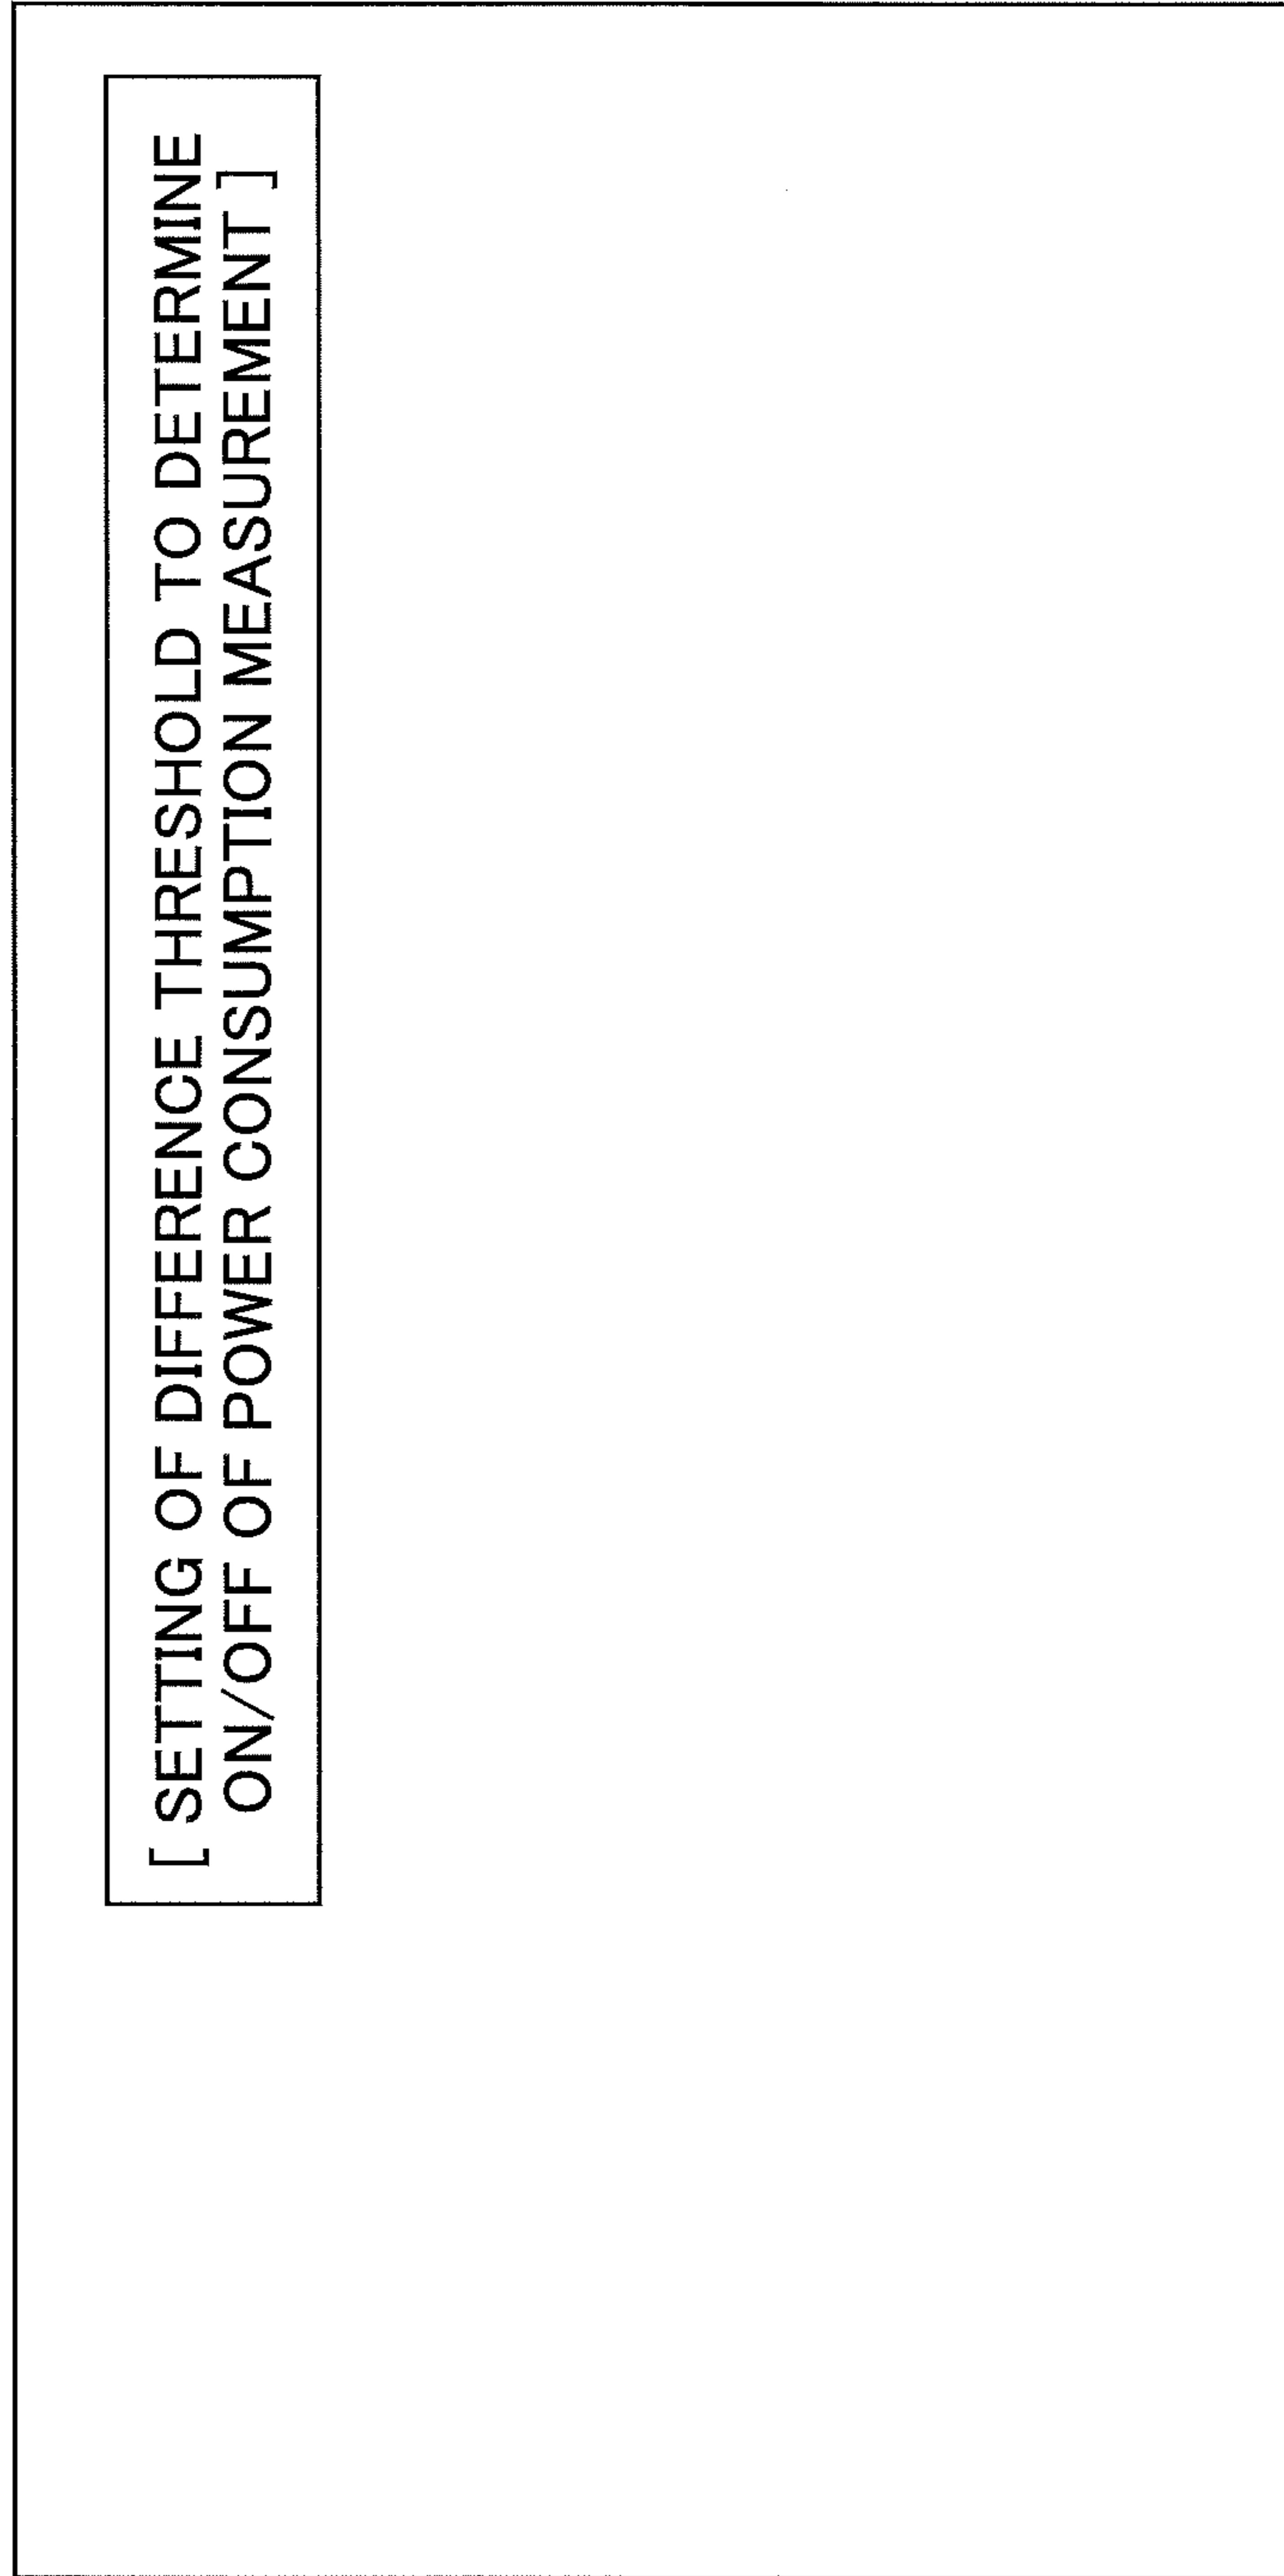 [ SETTING OF DIFFERENCE THRESHOLD TO DETERMINE
ON/OFF OF POWER CONSUMPTION MEASUREMENT ]